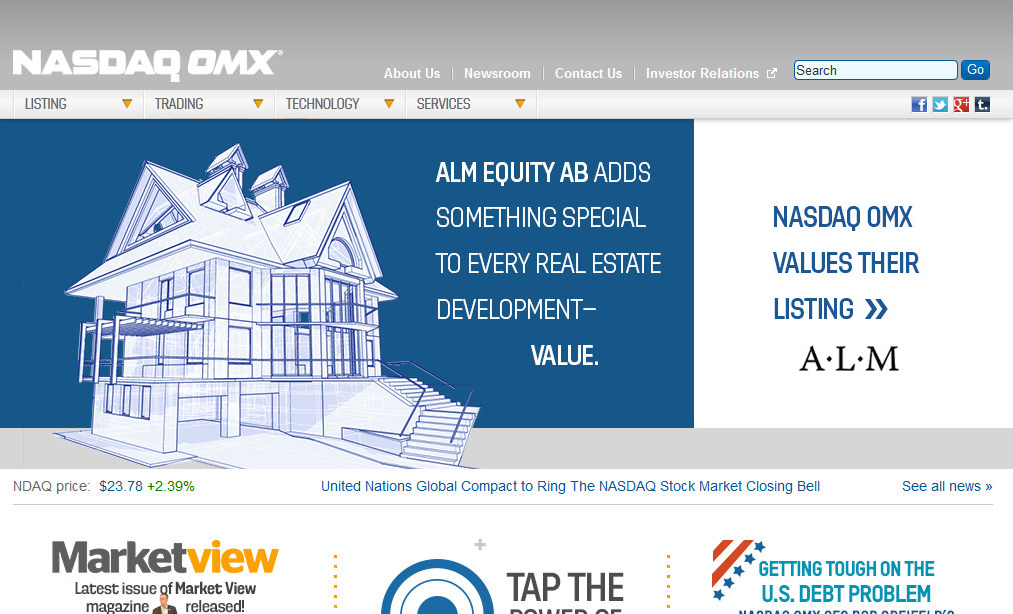 NASDAQ OMX®
About Us
Newsroom
Contact Us
Investor Relations
Search
Go
LISTING
TRADING
TECHNOLOGY
SERVICES
f
g+
t.
ALM EQUITY AB ADDS
SOMETHING SPECIAL
TO EVERY REAL ESTATE
DEVELOPMENT–
VALUE.
NASDAQ OMX
VALUES THEIR
LISTING »
A·L·M
NDAQ price: $23.78 +2.39%
United Nations Global Compact to Ring The NASDAQ Stock Market Closing Bell
See all news »
Marketview
Latest issue of Market View
magazine released!
TAP THE
POWER OF
GETTING TOUGH ON THE
U.S. DEBT PROBLEM
NASDAQ OMX CEO BOB GREIFELD'S